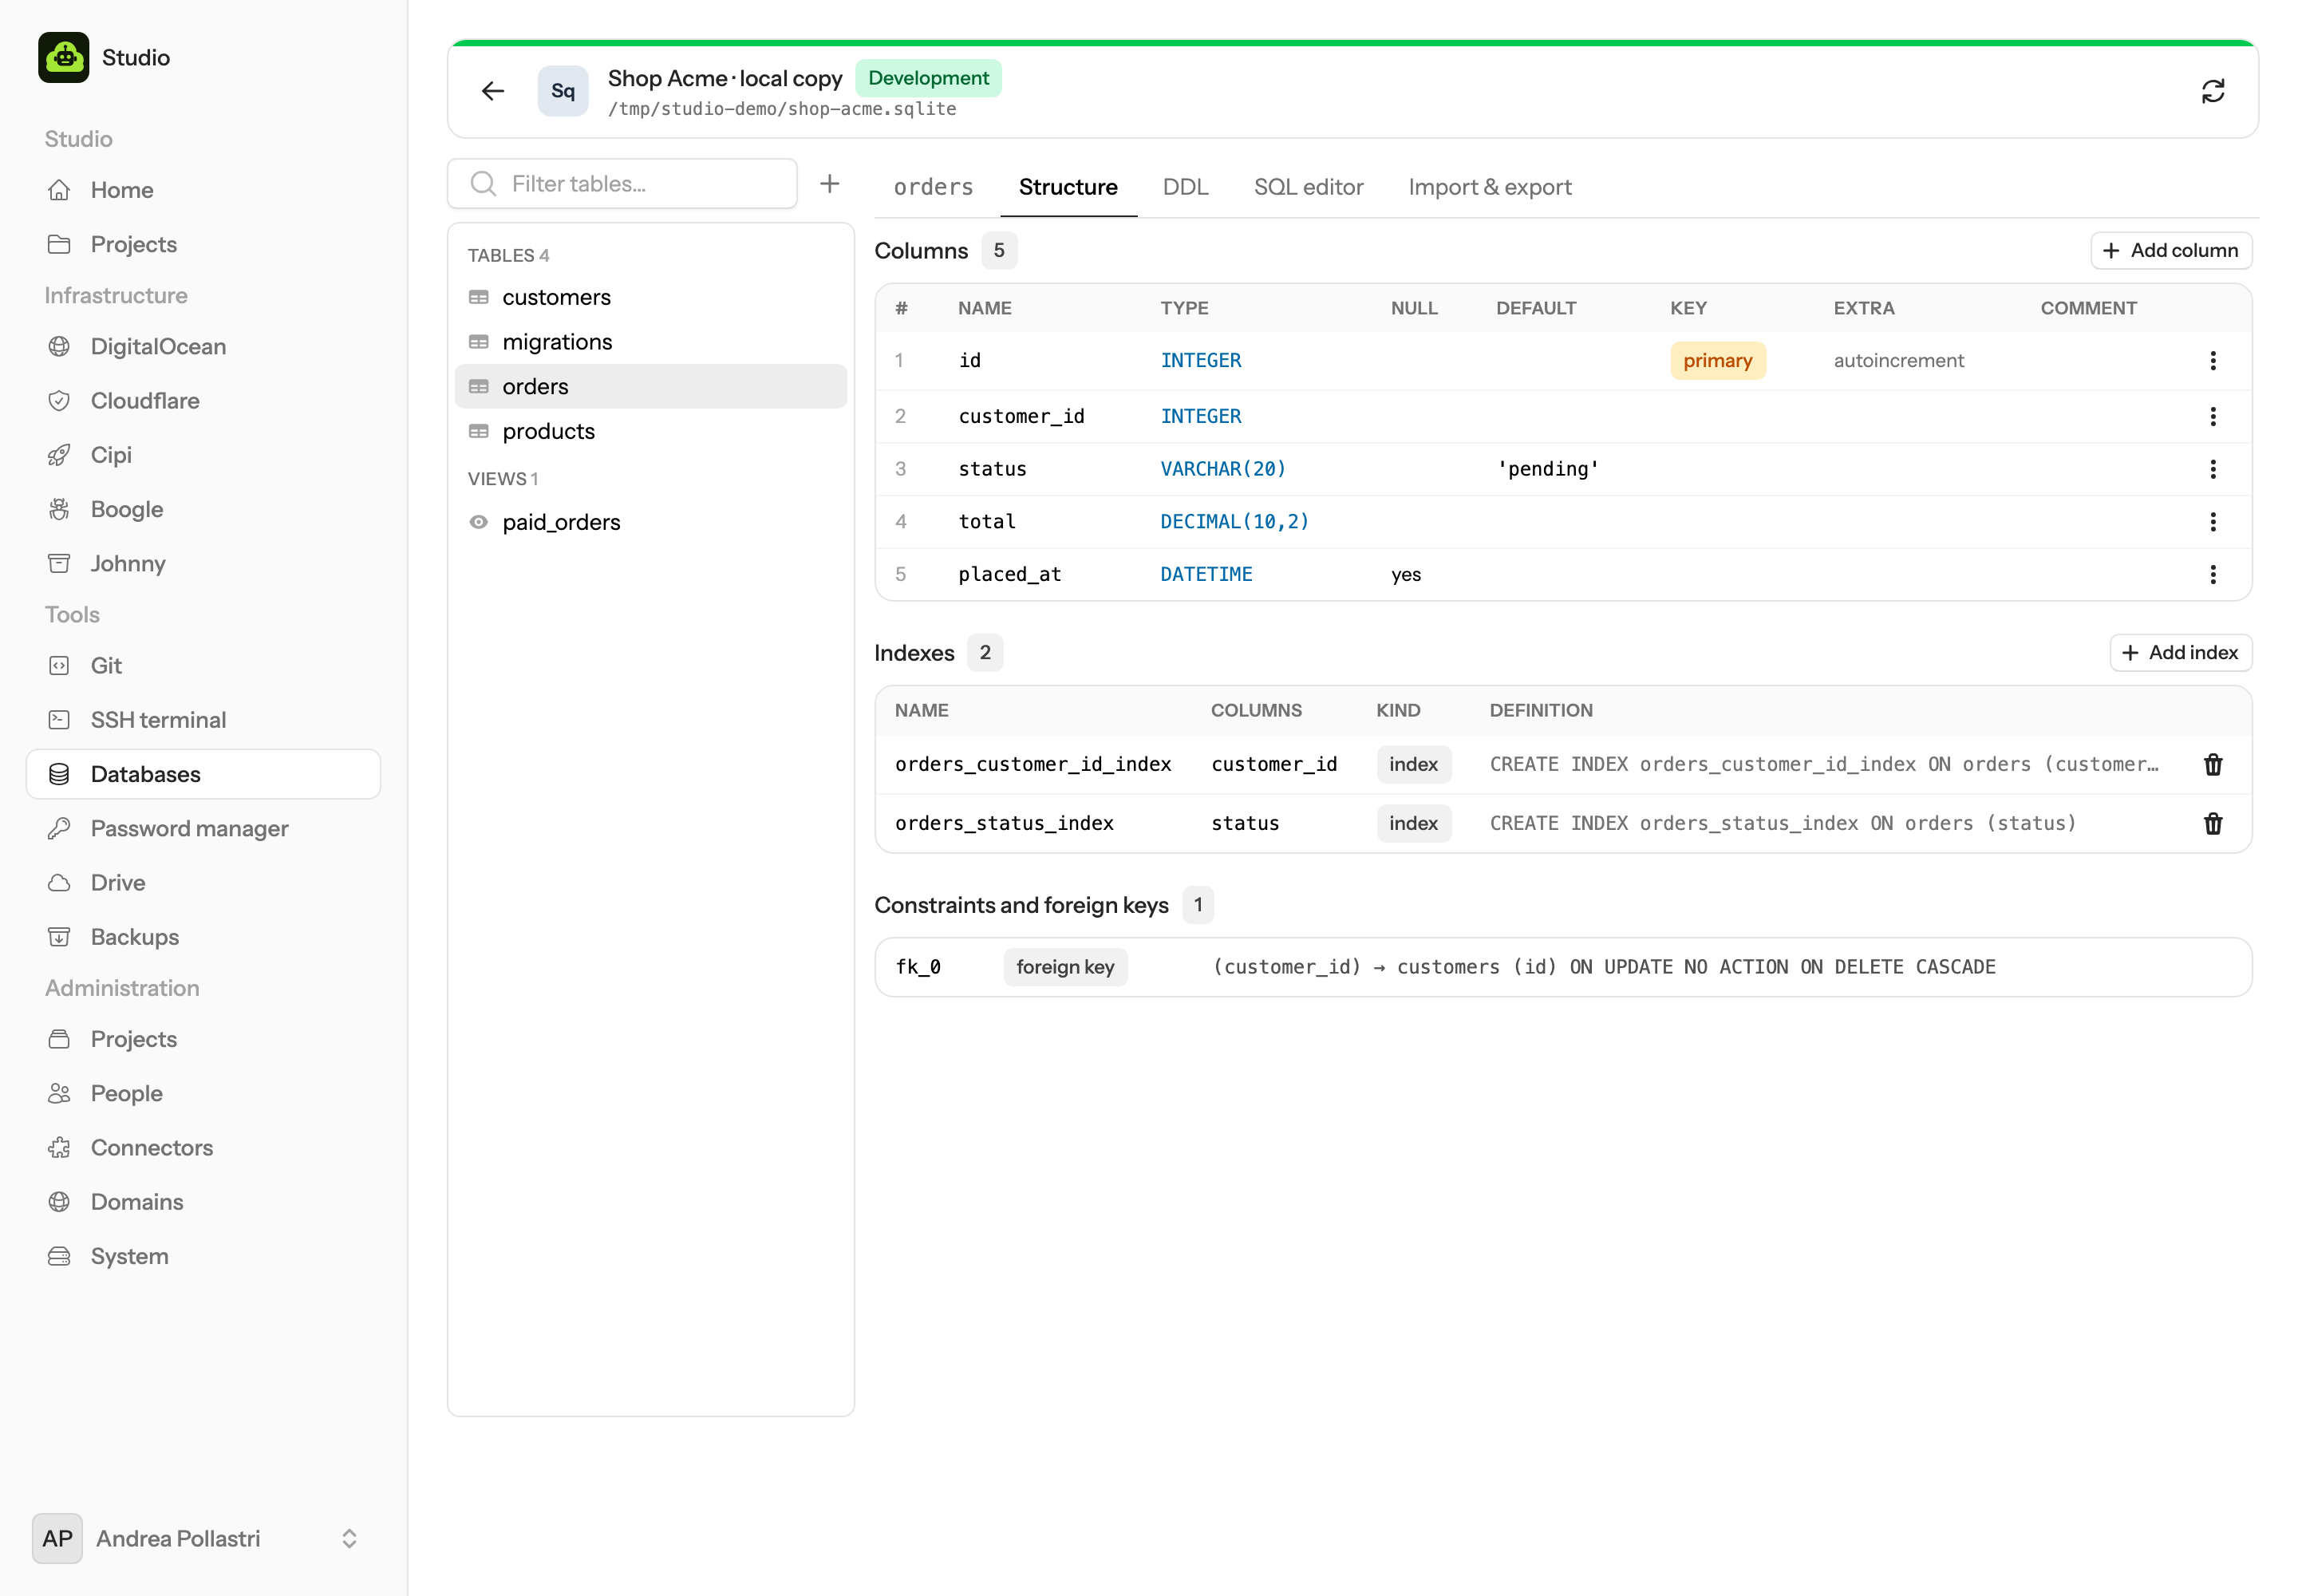 Studio
Studio
Home
Projects
Infrastructure
DigitalOcean
Cloudflare
Cipi
Boogle
Johnny
Tools
Git
SSH terminal
Databases
Password manager
Drive
Backups
Administration
Projects
People
Connectors
Domains
System
AP Andrea Pollastri
Sq
Shop Acme · local copy Development
/tmp/studio-demo/shop-acme.sqlite
Filter tables...
TABLES 4
customers
migrations
orders
products
VIEWS 1
paid_orders
orders Structure DDL SQL editor Import & export
Columns 5 Add column
# NAME TYPE NULL DEFAULT KEY EXTRA COMMENT
1 id INTEGER primary autoincrement
2 customer_id INTEGER
3 status VARCHAR(20) 'pending'
4 total DECIMAL(10,2)
5 placed_at DATETIME yes
Indexes 2 Add index
NAME COLUMNS KIND DEFINITION
orders_customer_id_index customer_id index CREATE INDEX orders_customer_id_index ON orders (customer…
orders_status_index status index CREATE INDEX orders_status_index ON orders (status)
Constraints and foreign keys 1
fk_0 foreign key (customer_id) → customers (id) ON UPDATE NO ACTION ON DELETE CASCADE